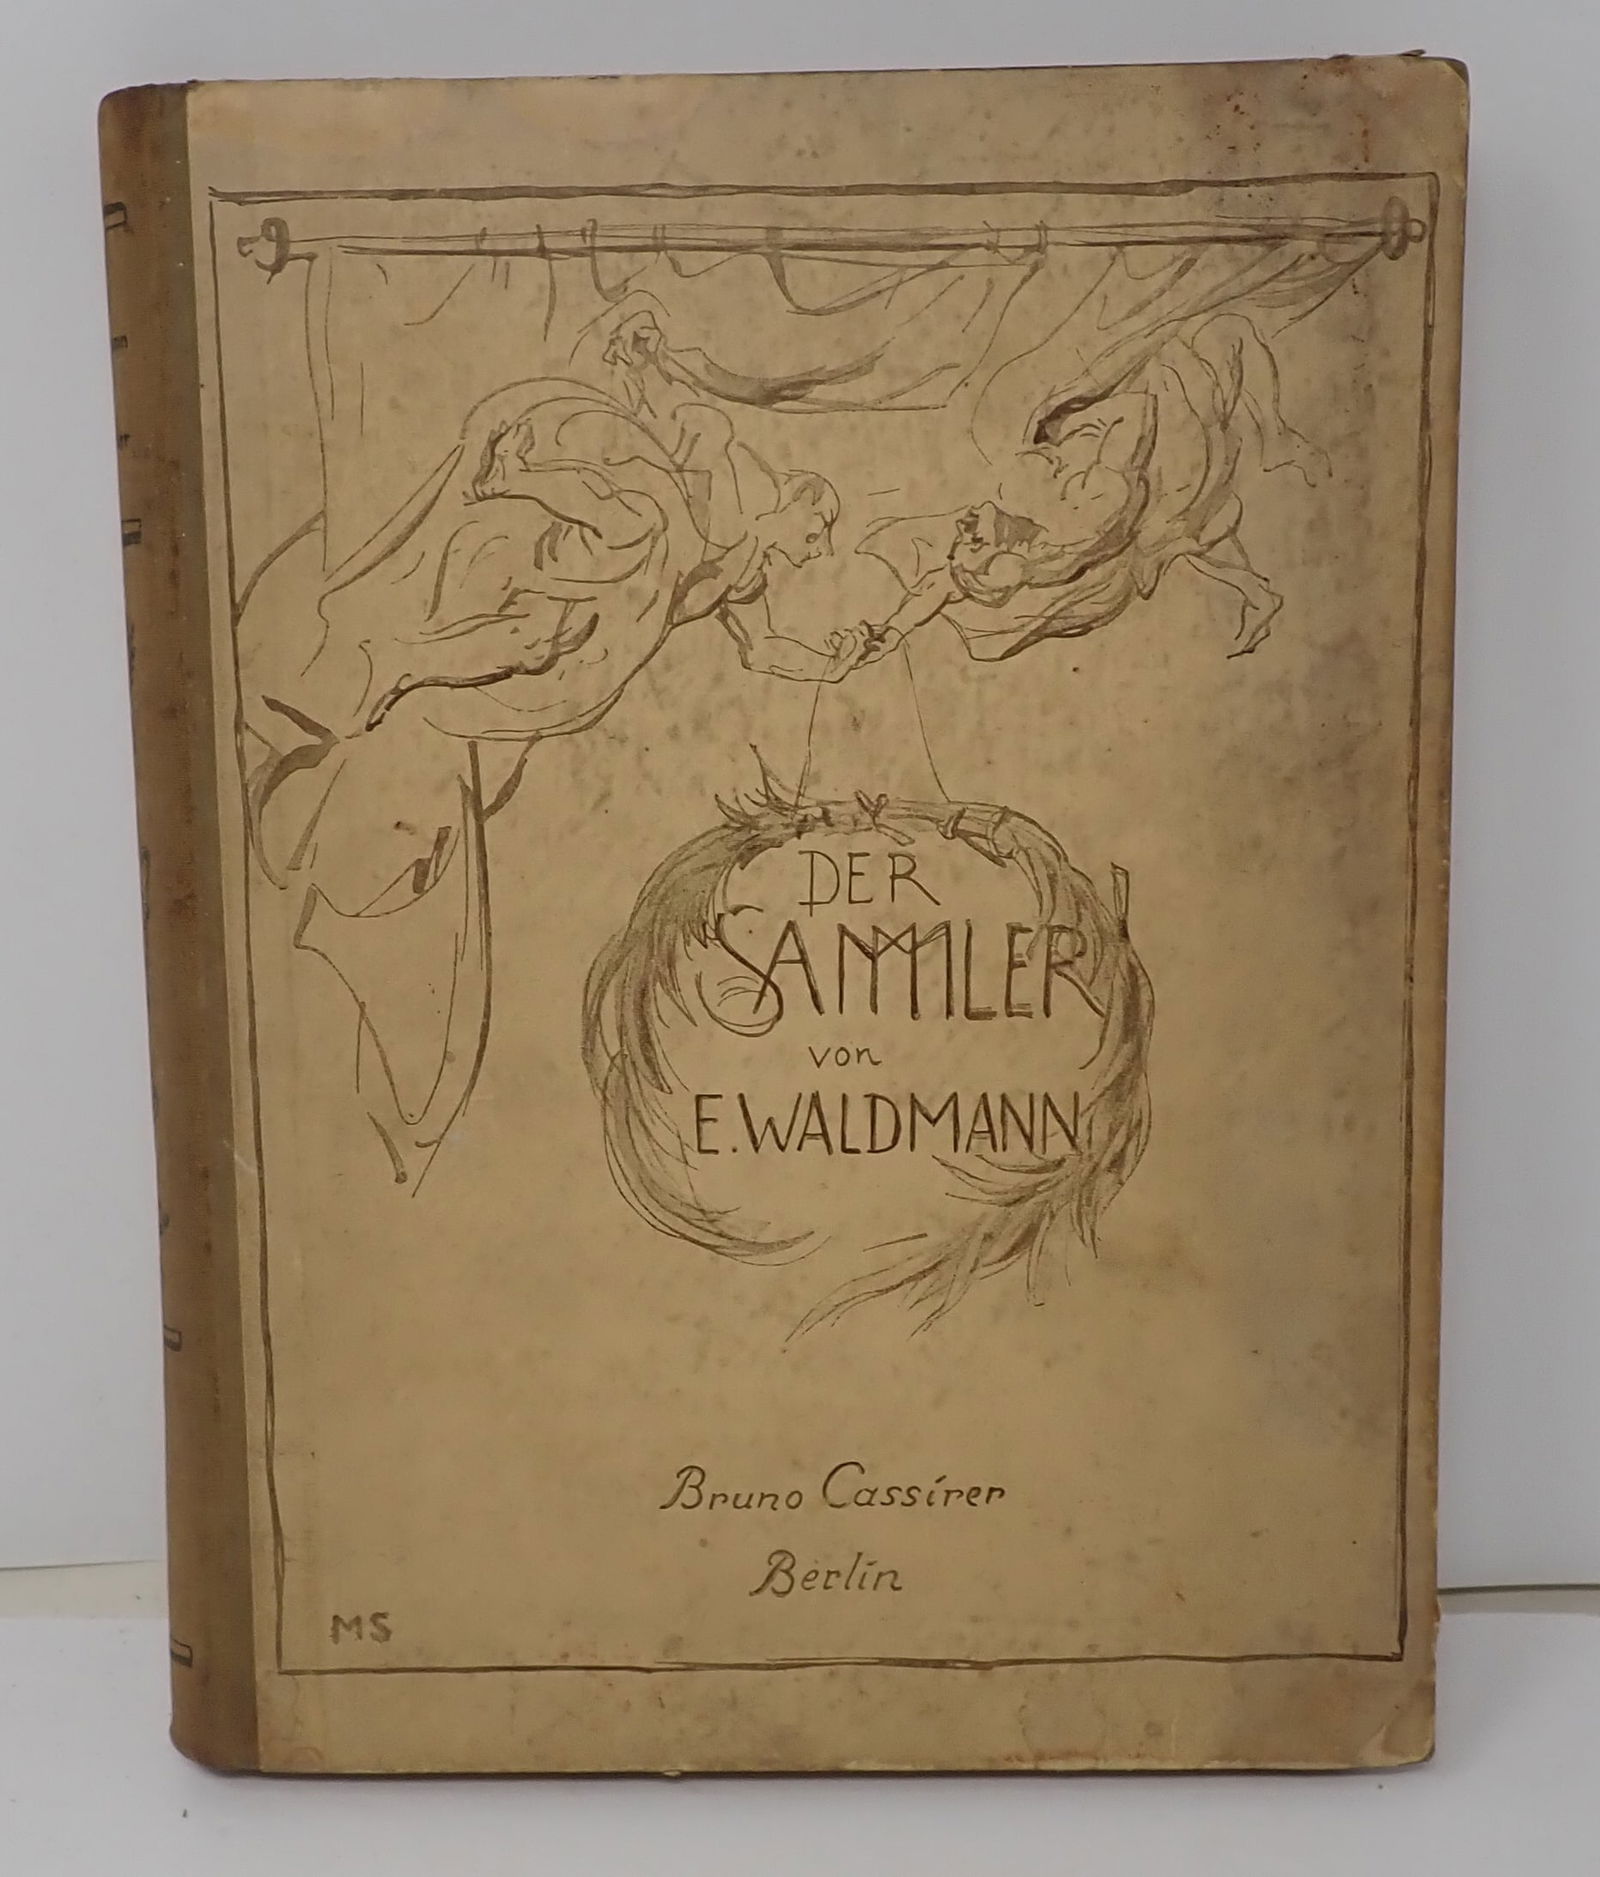 DER
SAMMLER
von
E. WALDMANN
Bruno Cassirer
Berlin
MS